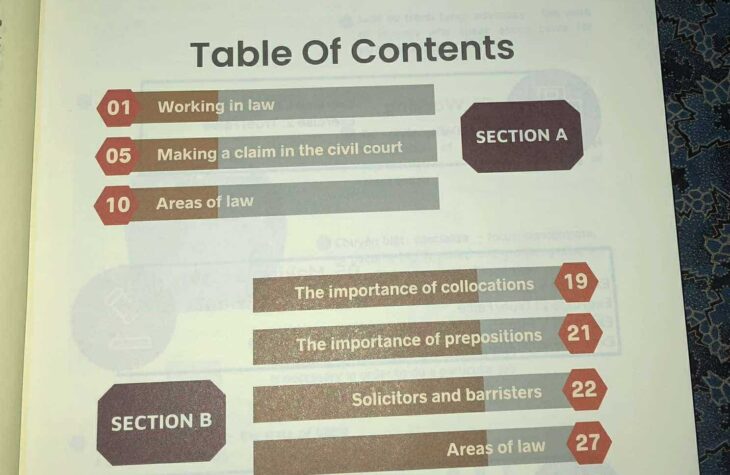 Table Of Contents
01 Working in law
05 Making a claim in the civil court
10 Areas of law
SECTION A
The importance of collocations 19
The importance of prepositions 21
Solicitors and barristers 22
Areas of law 27
SECTION B